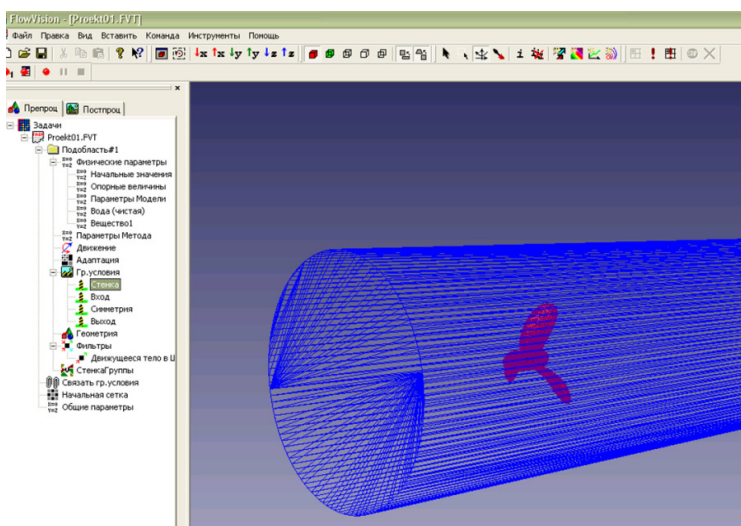 FlowVision - [Proekt01.FVT]
Файл Правка Вид Вставить Команда Инструменты Помощь
Препроц Постпроц
Задачи
Proekt01.FVT
Подобласть#1
Физические параметры
Начальные значения
Опорные величины
Параметры Модели
Вода (чистая)
Вещество1
Параметры Метода
Движение
Адаптация
Гр.условия
Стенка
Вход
Симметрия
Выход
Геометрия
Фильтры
Движущееся тело в Ц
СтенкаГруппы
Связать гр.условия
Начальная сетка
Общие параметры